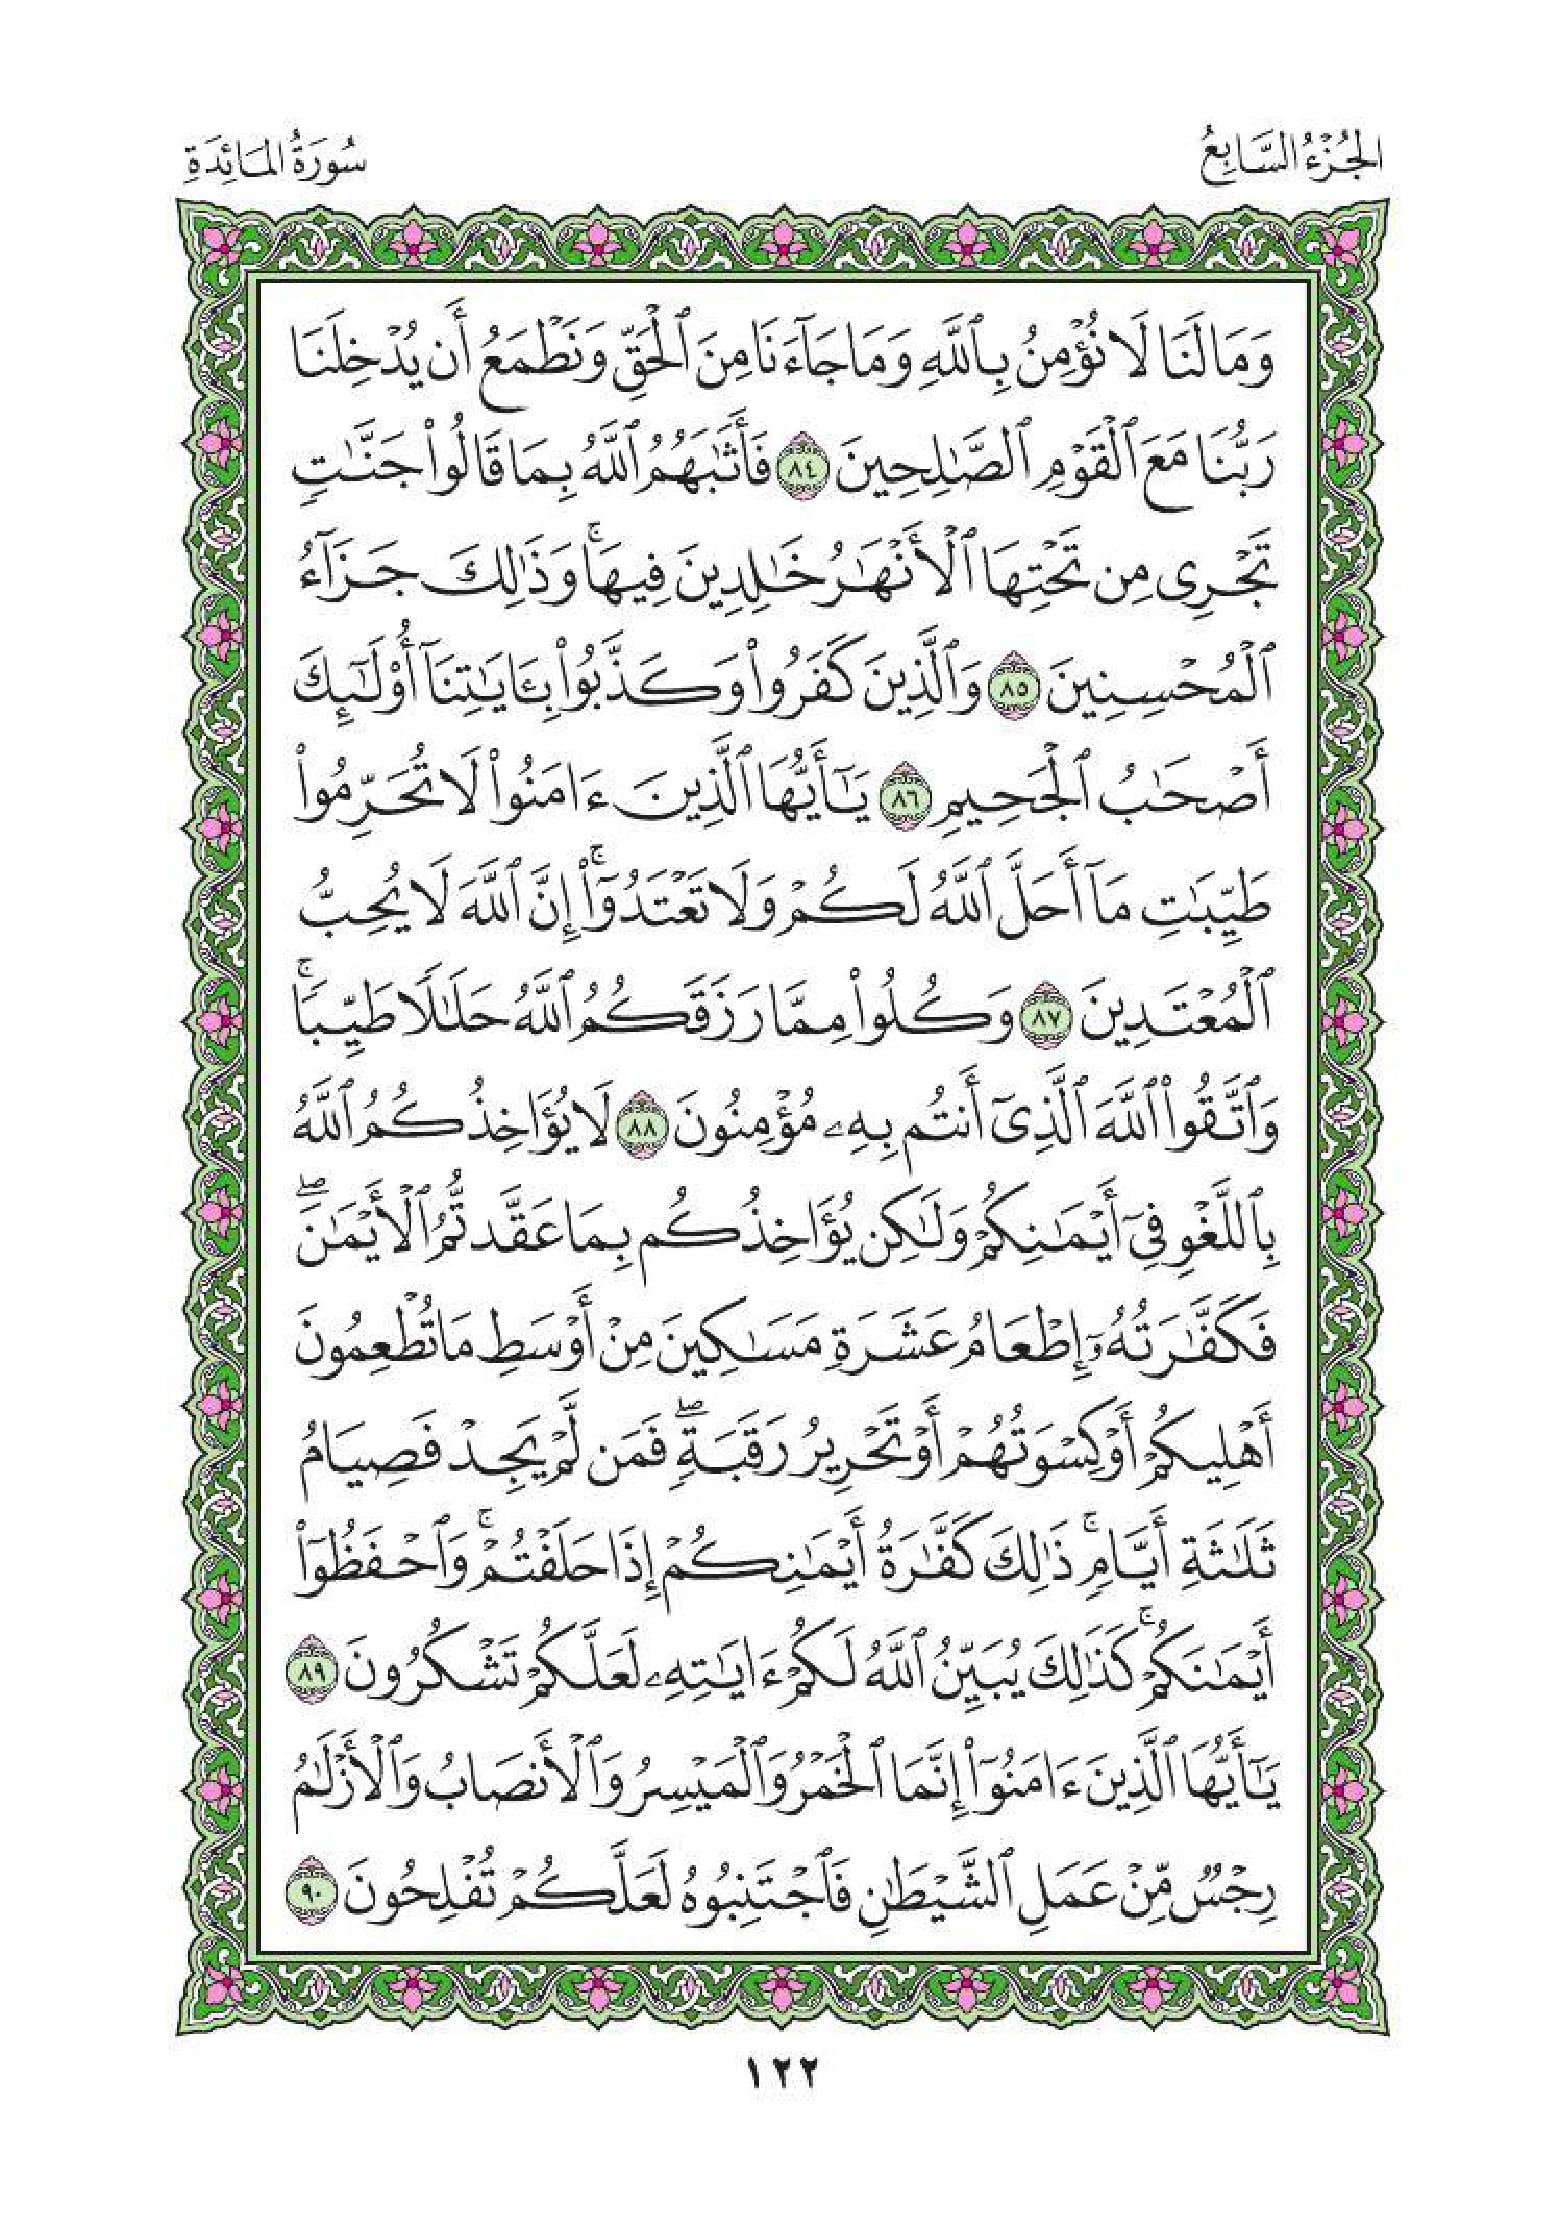 الجُزْءُ السَّابِعُ
سُورَةُ المَائِدَةِ
وَمَا لَنَا لَا نُؤْمِنُ بِٱللَّهِ وَمَا جَآءَنَا مِنَ ٱلْحَقِّ وَنَطْمَعُ أَن يُدْخِلَنَا
رَبُّنَا مَعَ ٱلْقَوْمِ ٱلصَّٰلِحِينَ ٨٤ فَأَثَٰبَهُمُ ٱللَّهُ بِمَا قَالُوا۟ جَنَّٰتٍ
تَجْرِى مِن تَحْتِهَا ٱلْأَنْهَٰرُ خَٰلِدِينَ فِيهَا ۚ وَذَٰلِكَ جَزَآءُ
ٱلْمُحْسِنِينَ ٨٥ وَٱلَّذِينَ كَفَرُوا۟ وَكَذَّبُوا۟ بِـَٔايَٰتِنَآ أُو۟لَٰٓئِكَ
أَصْحَٰبُ ٱلْجَحِيمِ ٨٦ يَٰٓأَيُّهَا ٱلَّذِينَ ءَامَنُوا۟ لَا تُحَرِّمُوا۟
طَيِّبَٰتِ مَآ أَحَلَّ ٱللَّهُ لَكُمْ وَلَا تَعْتَدُوٓا۟ ۚ إِنَّ ٱللَّهَ لَا يُحِبُّ
ٱلْمُعْتَدِينَ ٨٧ وَكُلُوا۟ مِمَّا رَزَقَكُمُ ٱللَّهُ حَلَٰلًا طَيِّبًا ۚ
وَٱتَّقُوا۟ ٱللَّهَ ٱلَّذِىٓ أَنتُم بِهِۦ مُؤْمِنُونَ ٨٨ لَا يُؤَاخِذُكُمُ ٱللَّهُ
بِٱللَّغْوِ فِىٓ أَيْمَٰنِكُمْ وَلَٰكِن يُؤَاخِذُكُم بِمَا عَقَّدتُّمُ ٱلْأَيْمَٰنَ ۖ
فَكَفَّٰرَتُهُۥٓ إِطْعَامُ عَشَرَةِ مَسَٰكِينَ مِنْ أَوْسَطِ مَا تُطْعِمُونَ
أَهْلِيكُمْ أَوْ كِسْوَتُهُمْ أَوْ تَحْرِيرُ رَقَبَةٍ ۖ فَمَن لَّمْ يَجِدْ فَصِيَامُ
ثَلَٰثَةِ أَيَّامٍ ۚ ذَٰلِكَ كَفَّٰرَةُ أَيْمَٰنِكُمْ إِذَا حَلَفْتُمْ ۚ وَٱحْفَظُوٓا۟
أَيْمَٰنَكُمْ ۚ كَذَٰلِكَ يُبَيِّنُ ٱللَّهُ لَكُمْ ءَايَٰتِهِۦ لَعَلَّكُمْ تَشْكُرُونَ ٨٩
يَٰٓأَيُّهَا ٱلَّذِينَ ءَامَنُوٓا۟ إِنَّمَا ٱلْخَمْرُ وَٱلْمَيْسِرُ وَٱلْأَنصَابُ وَٱلْأَزْلَٰمُ
رِجْسٌ مِّنْ عَمَلِ ٱلشَّيْطَٰنِ فَٱجْتَنِبُوهُ لَعَلَّكُمْ تُفْلِحُونَ ٩٠
١٢٢